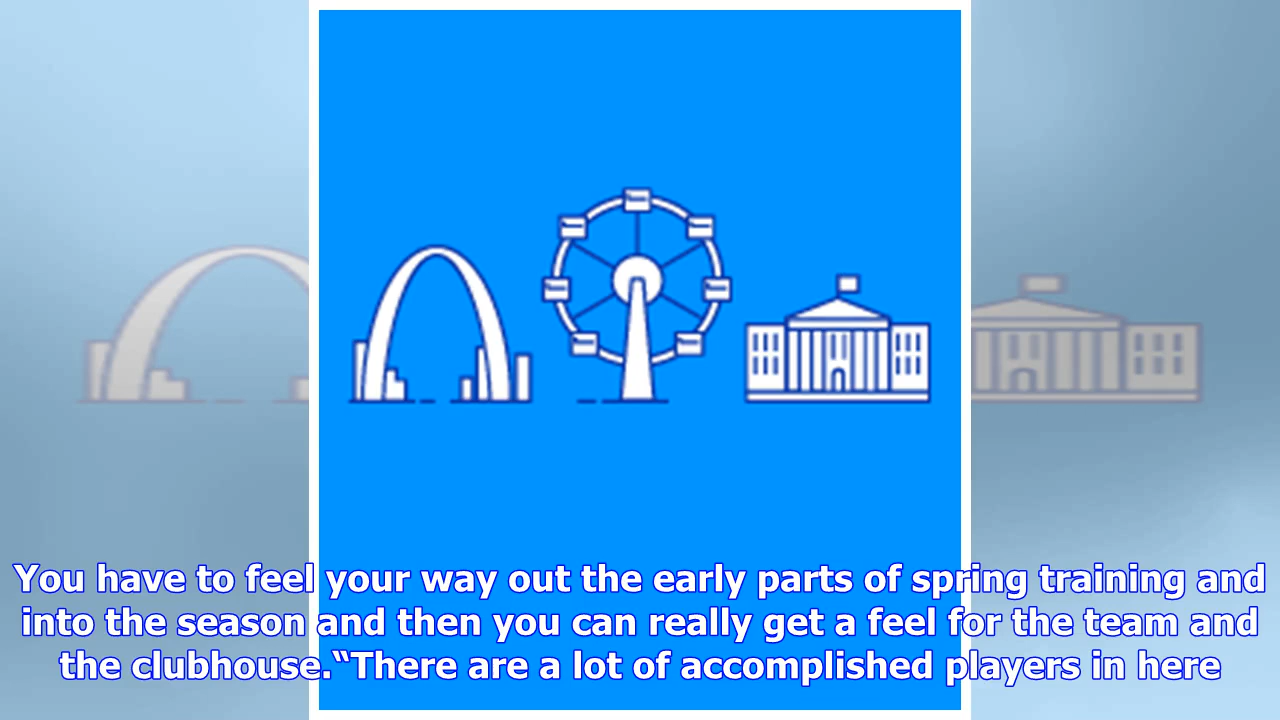 You have to feel your way out the early parts of spring training and
into the season and then you can really get a feel for the team and
the clubhouse.“There are a lot of accomplished players in here